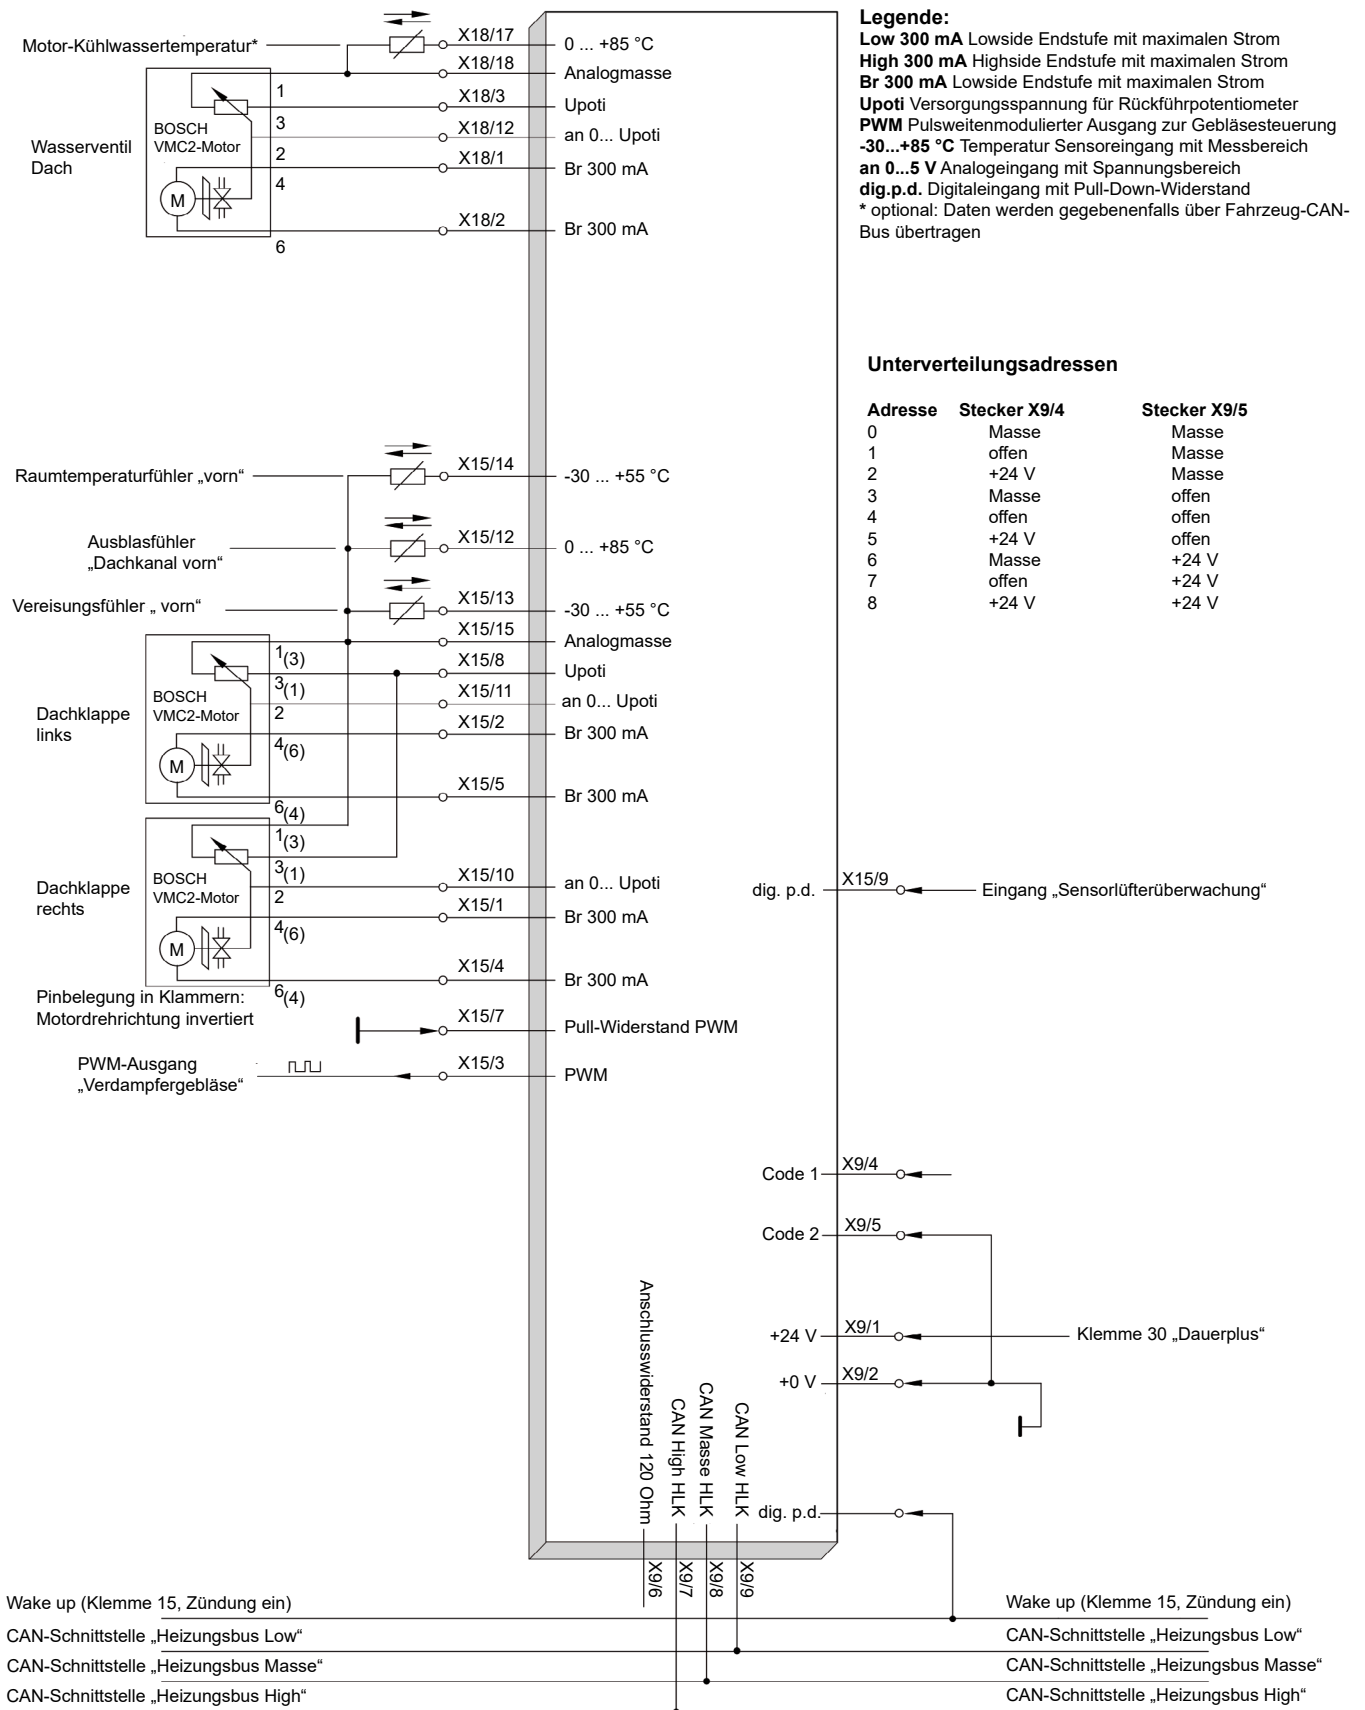 Motor-Kühlwassertemperatur*
X18/17
0 ... +85 °C
X18/18
Analogmasse
1
X18/3
Upoti
Wasserventil
Dach
BOSCH
VMC2-Motor
3
X18/12
an 0... Upoti
2
X18/1
Br 300 mA
4
M
X18/2
Br 300 mA
6
Legende:
Low 300 mA Lowside Endstufe mit maximalen Strom
High 300 mA Highside Endstufe mit maximalen Strom
Br 300 mA Lowside Endstufe mit maximalen Strom
Upoti Versorgungsspannung für Rückführpotentiometer
PWM Pulsweitenmodulierter Ausgang zur Gebläsesteuerung
-30...+85 °C Temperatur Sensoreingang mit Messbereich
an 0...5 V Analogeingang mit Spannungsbereich
dig.p.d. Digitaleingang mit Pull-Down-Widerstand
* optional: Daten werden gegebenenfalls über Fahrzeug-CAN-
Bus übertragen
Unterverteilungsadressen
Adresse Stecker X9/4 Stecker X9/5
0 Masse Masse
1 offen Masse
2 +24 V Masse
3 Masse offen
4 offen offen
5 +24 V offen
6 Masse +24 V
7 offen +24 V
8 +24 V +24 V
Raumtemperaturfühler „vorn“
X15/14
-30 ... +55 °C
Ausblasfühler
„Dachkanal vorn“
X15/12
0 ... +85 °C
Vereisungsfühler „ vorn“
X15/13
-30 ... +55 °C
X15/15
Analogmasse
1(3)
X15/8
Upoti
Dachklappe
links
BOSCH
VMC2-Motor
3(1)
X15/11
an 0... Upoti
2
X15/2
Br 300 mA
4(6)
M
X15/5
Br 300 mA
6(4)
1(3)
Dachklappe
rechts
BOSCH
VMC2-Motor
3(1)
X15/10
an 0... Upoti
2
X15/1
Br 300 mA
4(6)
M
X15/4
Br 300 mA
6(4)
Pinbelegung in Klammern:
Motordrehrichtung invertiert
X15/7
Pull-Widerstand PWM
PWM-Ausgang
„Verdampfergebläse“
X15/3
PWM
dig. p.d.
X15/9
Eingang „Sensorlüfterüberwachung“
Code 1
X9/4
Code 2
X9/5
+24 V
X9/1
Klemme 30 „Dauerplus“
+0 V
X9/2
dig. p.d.
Anschlusswiderstand 120 Ohm
CAN High HLK
CAN Masse HLK
CAN Low HLK
X9/6
X9/7
X9/8
X9/9
Wake up (Klemme 15, Zündung ein)
CAN-Schnittstelle „Heizungsbus Low“
CAN-Schnittstelle „Heizungsbus Masse“
CAN-Schnittstelle „Heizungsbus High“
Wake up (Klemme 15, Zündung ein)
CAN-Schnittstelle „Heizungsbus Low“
CAN-Schnittstelle „Heizungsbus Masse“
CAN-Schnittstelle „Heizungsbus High“